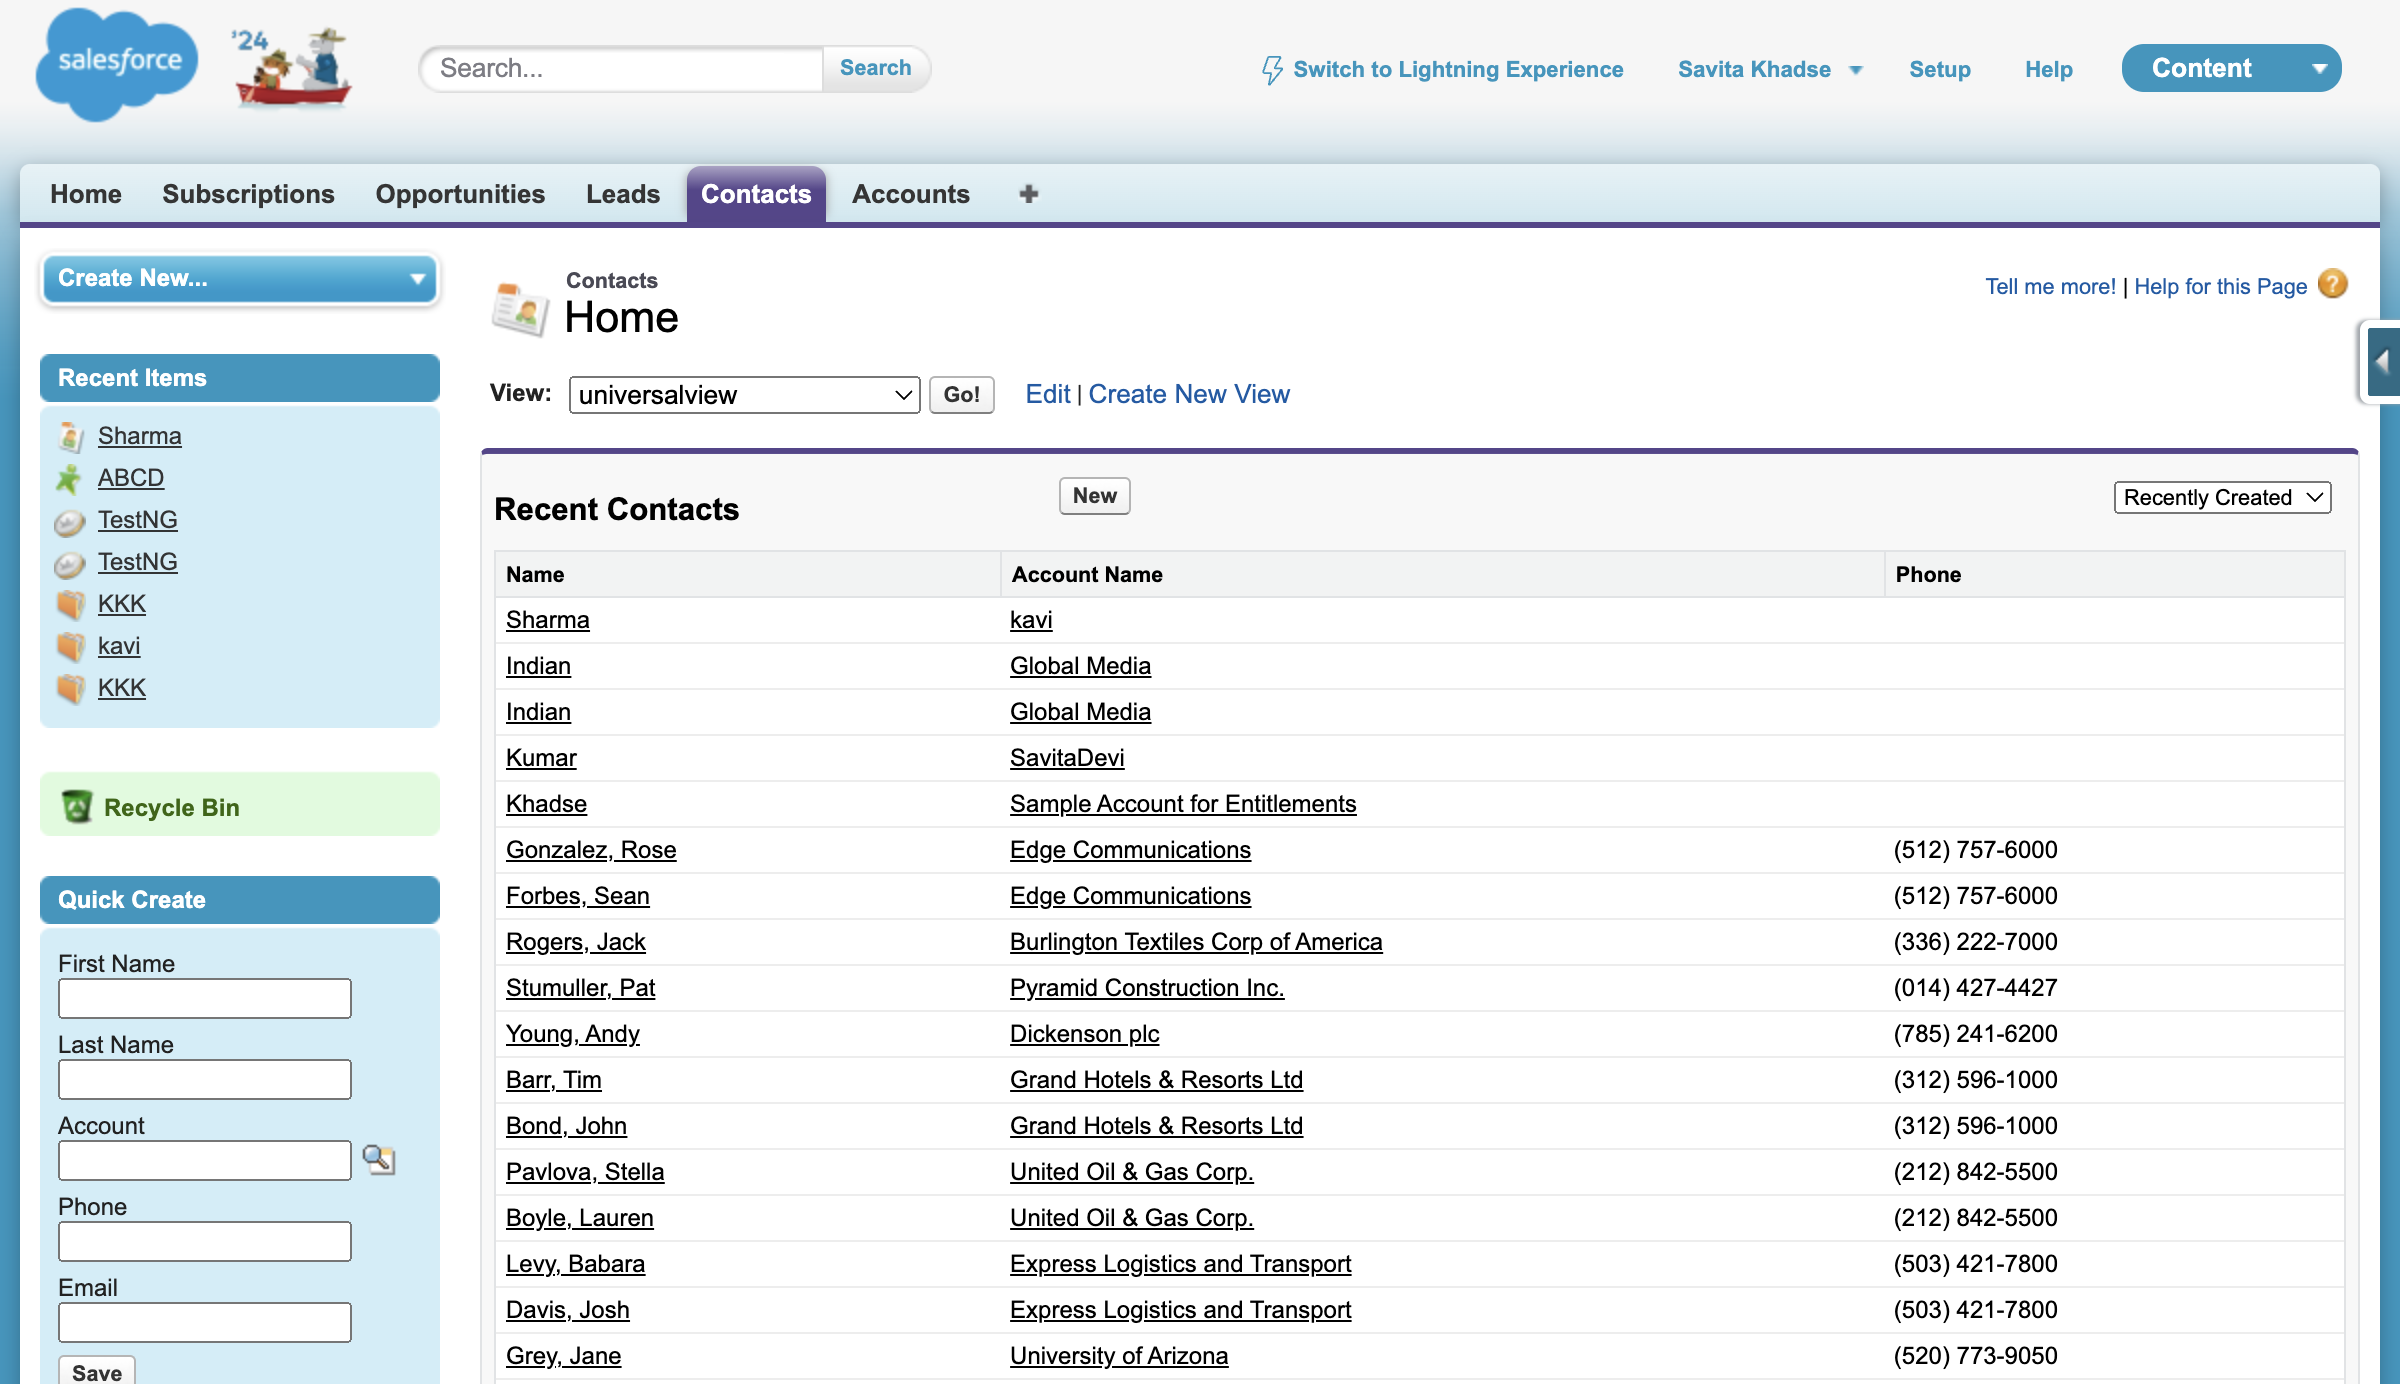 salesforce
'24
Search...
Search
Switch to Lightning Experience
Savita Khadse
Setup
Help
Content
Home
Subscriptions
Opportunities
Leads
Contacts
Accounts
Create New...
Recent Items
Sharma
ABCD
TestNG
TestNG
KKK
kavi
KKK
Recycle Bin
Quick Create
First Name
Last Name
Account
Phone
Email
Save
Contacts
Home
Tell me more! | Help for this Page ?
View: universalview Go! Edit | Create New View
Recent Contacts New Recently Created
Name Account Name Phone
Sharma kavi
Indian Global Media
Indian Global Media
Kumar SavitaDevi
Khadse Sample Account for Entitlements
Gonzalez, Rose Edge Communications (512) 757-6000
Forbes, Sean Edge Communications (512) 757-6000
Rogers, Jack Burlington Textiles Corp of America (336) 222-7000
Stumuller, Pat Pyramid Construction Inc. (014) 427-4427
Young, Andy Dickenson plc (785) 241-6200
Barr, Tim Grand Hotels & Resorts Ltd (312) 596-1000
Bond, John Grand Hotels & Resorts Ltd (312) 596-1000
Pavlova, Stella United Oil & Gas Corp. (212) 842-5500
Boyle, Lauren United Oil & Gas Corp. (212) 842-5500
Levy, Babara Express Logistics and Transport (503) 421-7800
Davis, Josh Express Logistics and Transport (503) 421-7800
Grey, Jane University of Arizona (520) 773-9050